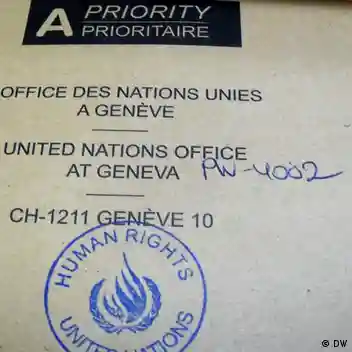 A PRIORITY
PRIORITAIRE
OFFICE DES NATIONS UNIES
A GENÈVE
UNITED NATIONS OFFICE
AT GENEVA PW-4002
CH-1211 GENÈVE 10
HUMAN RIGHTS
UNITED NATIONS
© DW